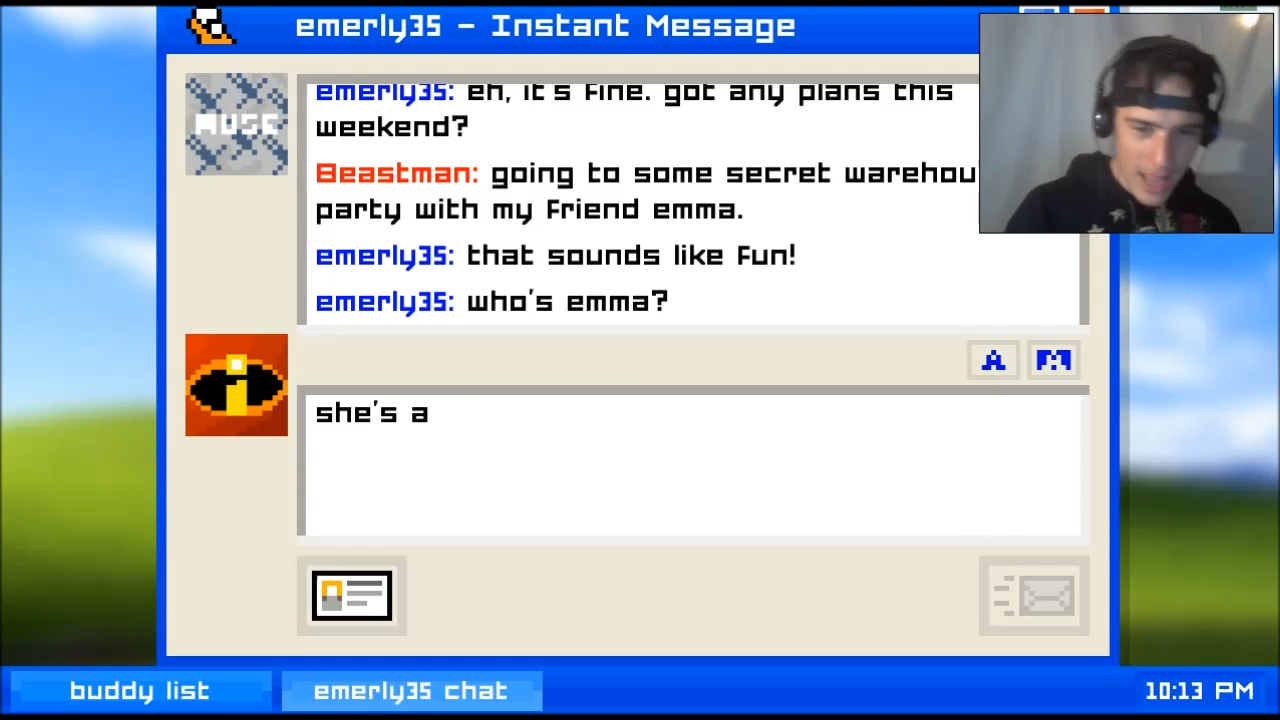 emerly35 - Instant Message
emerly35: eh, it's fine. got any plans this
weekend?
MUSE
Beastman: going to some secret warehou
party with my friend emma.
emerly35: that sounds like fun!
emerly35: who's emma?
A M
she's a
buddy list
emerly35 chat
10:13 PM